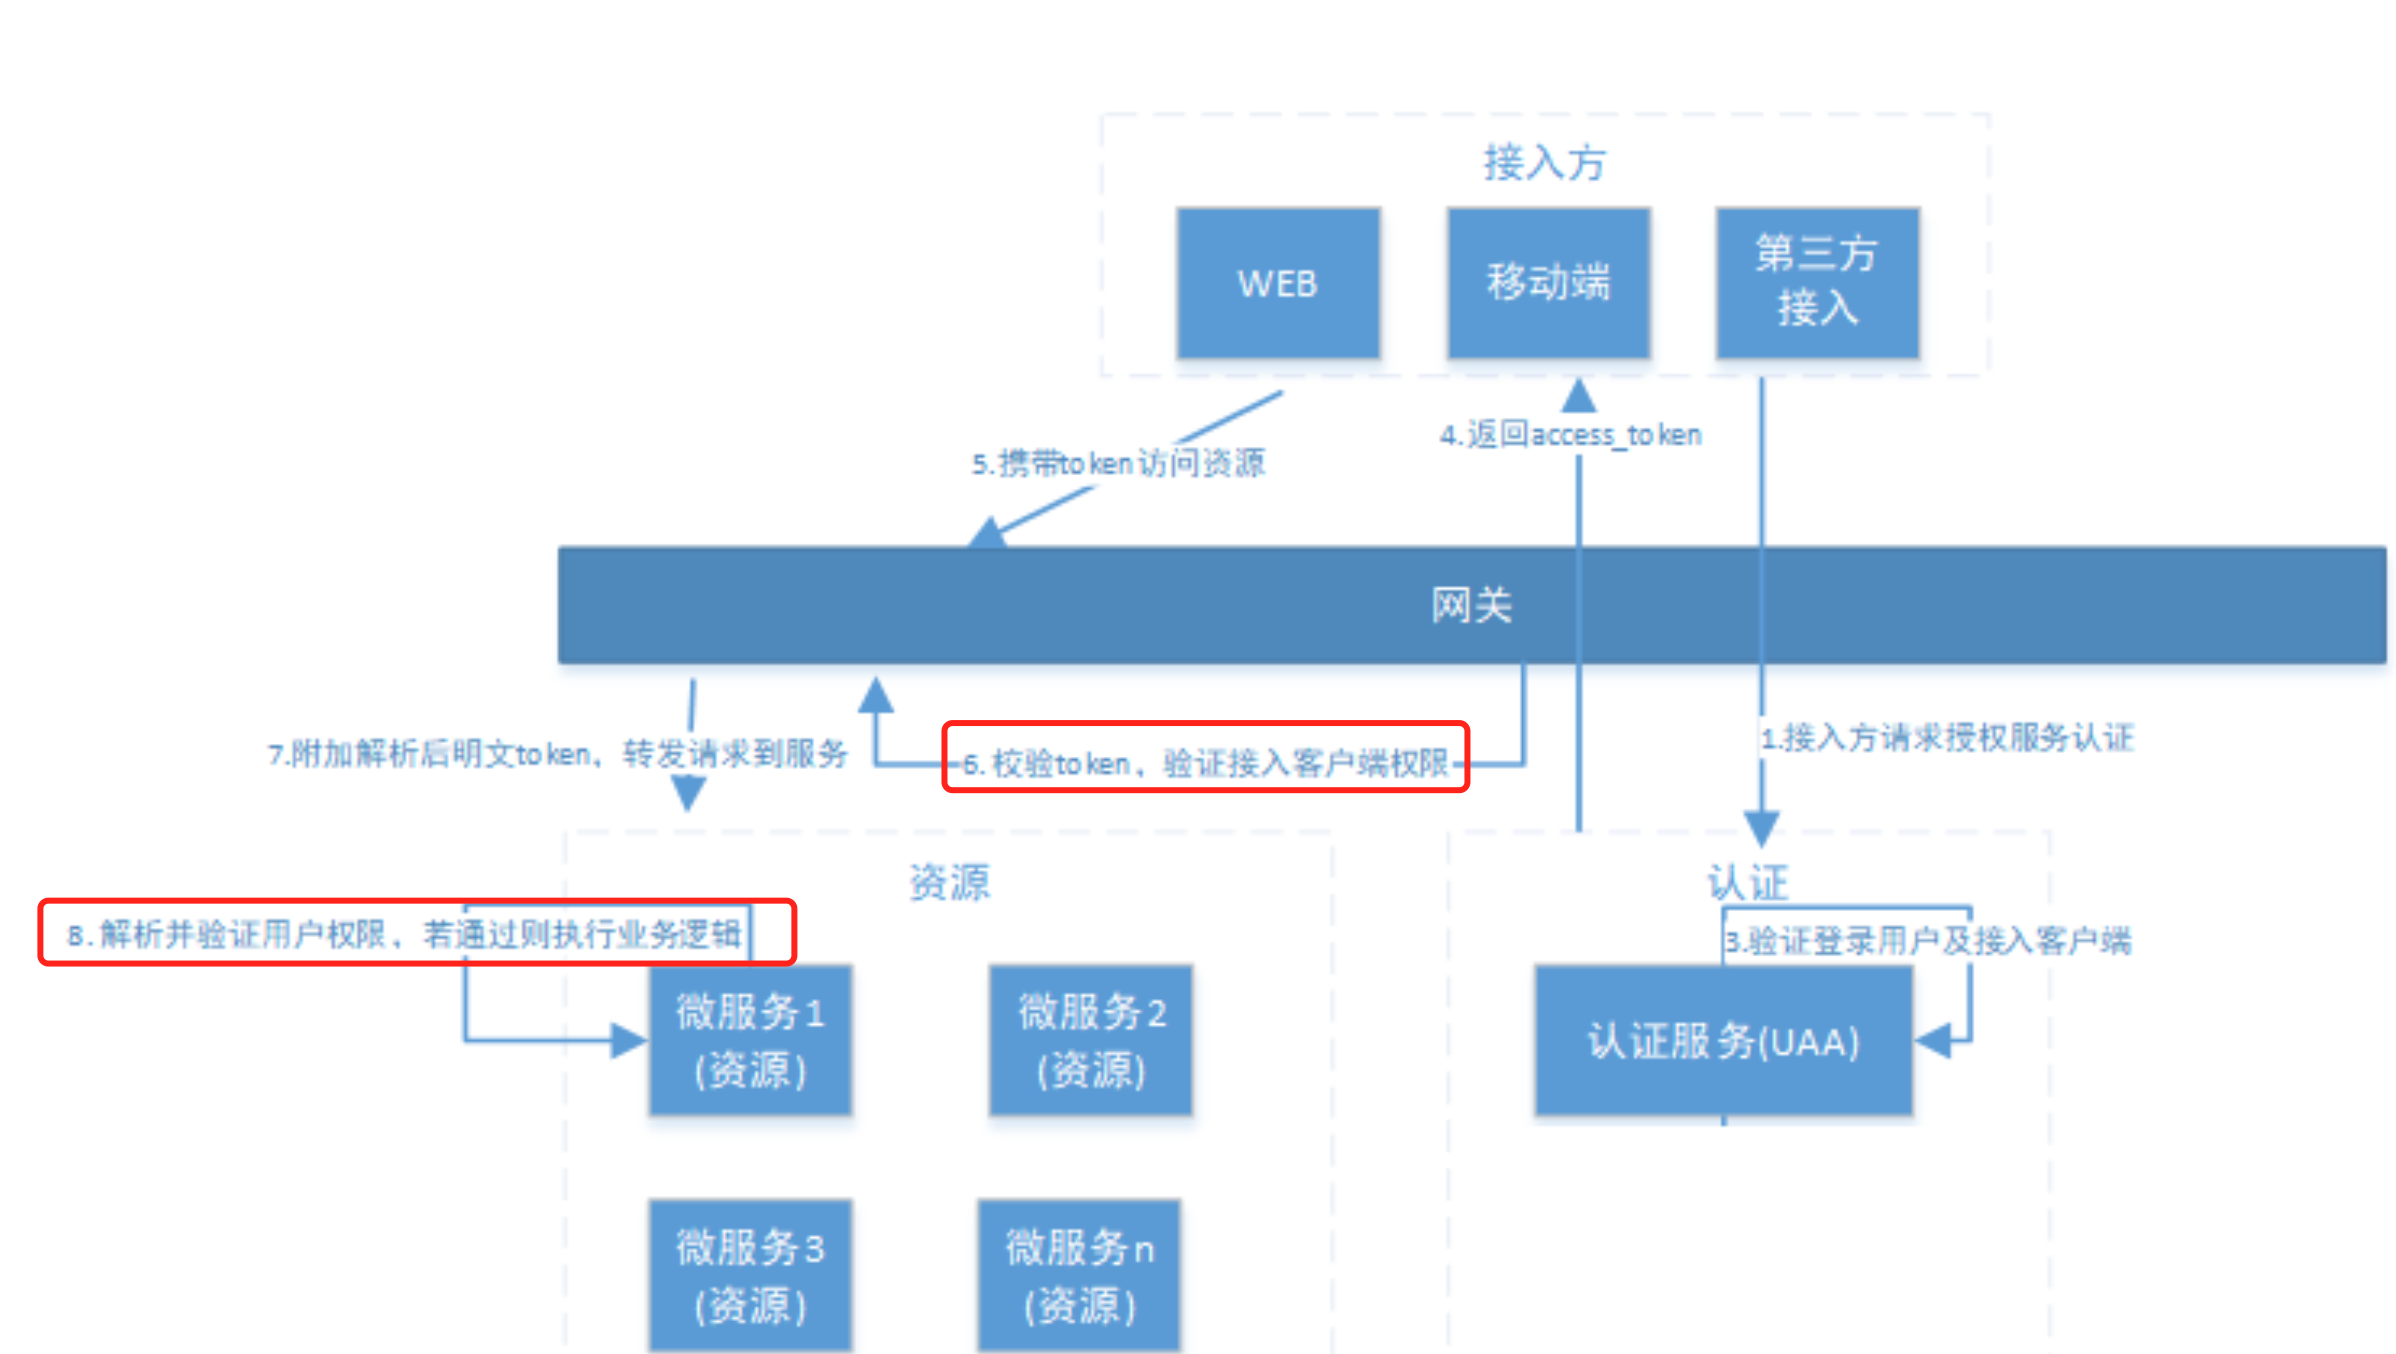 接入方
WEB
移动端
第三方
接入
4.返回access_token
5.携带token访问资源
网关
1.接入方请求授权服务认证
7.附加解析后明文token，转发请求到服务
6. 校验token，验证接入客户端权限
资源
认证
8. 解析并验证用户权限，若通过则执行业务逻辑
3.验证登录用户及接入客户端
微服务1
(资源)
微服务2
(资源)
认证服务(UAA)
微服务3
(资源)
微服务n
(资源)